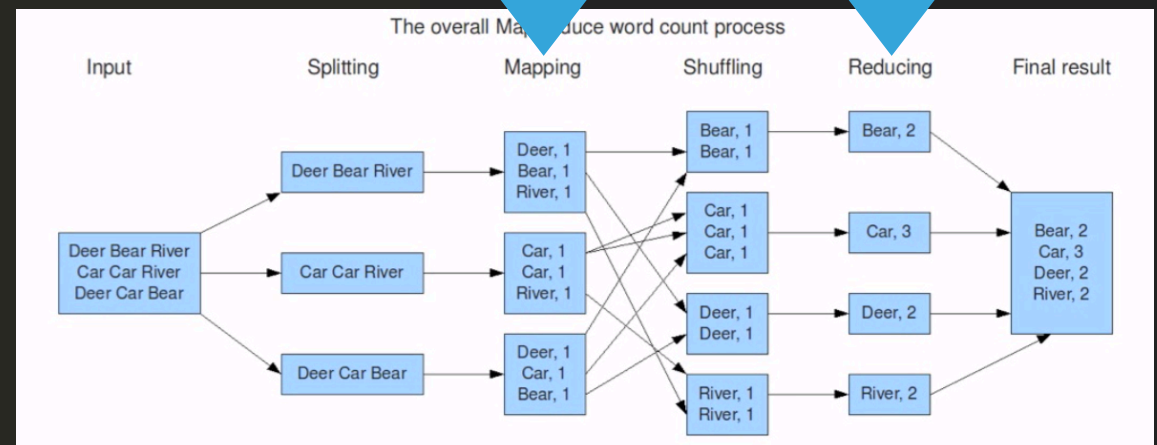 The overall Ma duce word count process
Input
Splitting
Mapping
Shuffling
Reducing
Final result
Deer Bear River
Car Car River
Deer Car Bear
Deer Bear River
Car Car River
Deer Car Bear
Deer, 1
Bear, 1
River, 1
Car, 1
Car, 1
River, 1
Deer, 1
Car, 1
Bear, 1
Bear, 1
Bear, 1
Car, 1
Car, 1
Car, 1
Deer, 1
Deer, 1
River, 1
River, 1
Bear, 2
Car, 3
Deer, 2
River, 2
Bear, 2
Car, 3
Deer, 2
River, 2